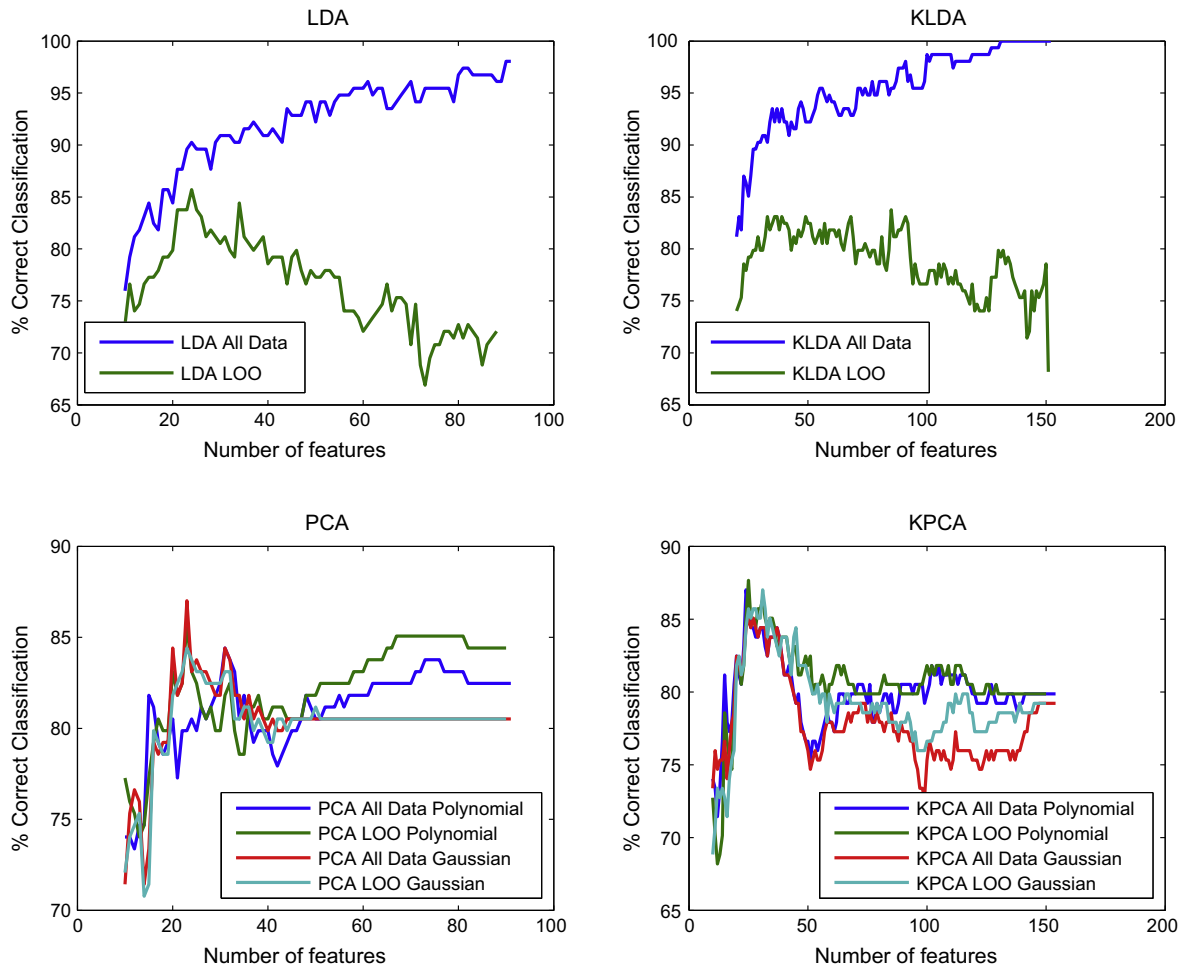 LDA
100
95
90
85
80
75
70
65
% Correct Classification
LDA All Data
LDA LOO
0
20
40
60
80
100
Number of features
KLDA
100
95
90
85
80
75
70
65
% Correct Classification
KLDA All Data
KLDA LOO
0
50
100
150
200
Number of features
PCA
90
85
80
75
70
% Correct Classification
PCA All Data Polynomial
PCA LOO Polynomial
PCA All Data Gaussian
PCA LOO Gaussian
0
20
40
60
80
100
Number of features
KPCA
90
85
80
75
70
65
% Correct Classification
KPCA All Data Polynomial
KPCA LOO Polynomial
KPCA All Data Gaussian
KPCA LOO Gaussian
0
50
100
150
200
Number of features